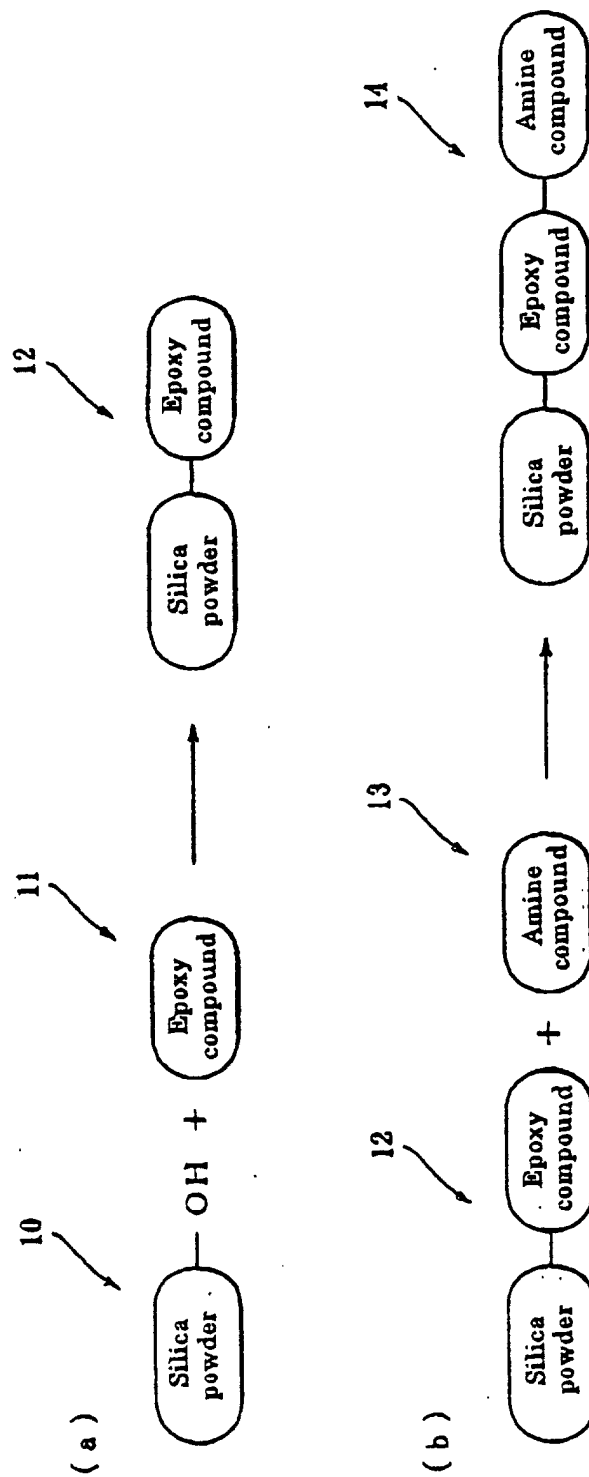 (a)
10
11
12
Silica
powder
OH +
Epoxy
compound
Silica
powder
Epoxy
compound
(b)
12
13
14
Silica
powder
Epoxy
compound
+
Amine
compound
Silica
powder
Epoxy
compound
Amine
compound